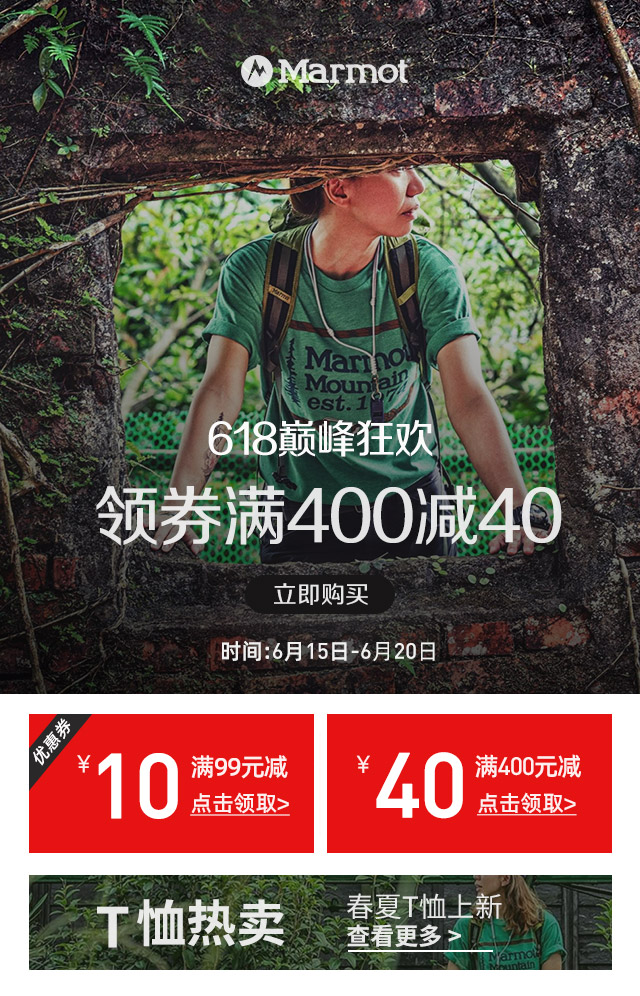 Marmot
Marmot
Mountain
est. 1
618巅峰狂欢
领券满400减40
立即购买
时间:6月15日-6月20日
优惠券
¥10 满99元减
点击领取>
¥40 满400元减
点击领取>
T恤热卖
春夏T恤上新
查看更多 >
Marmot
Mountain